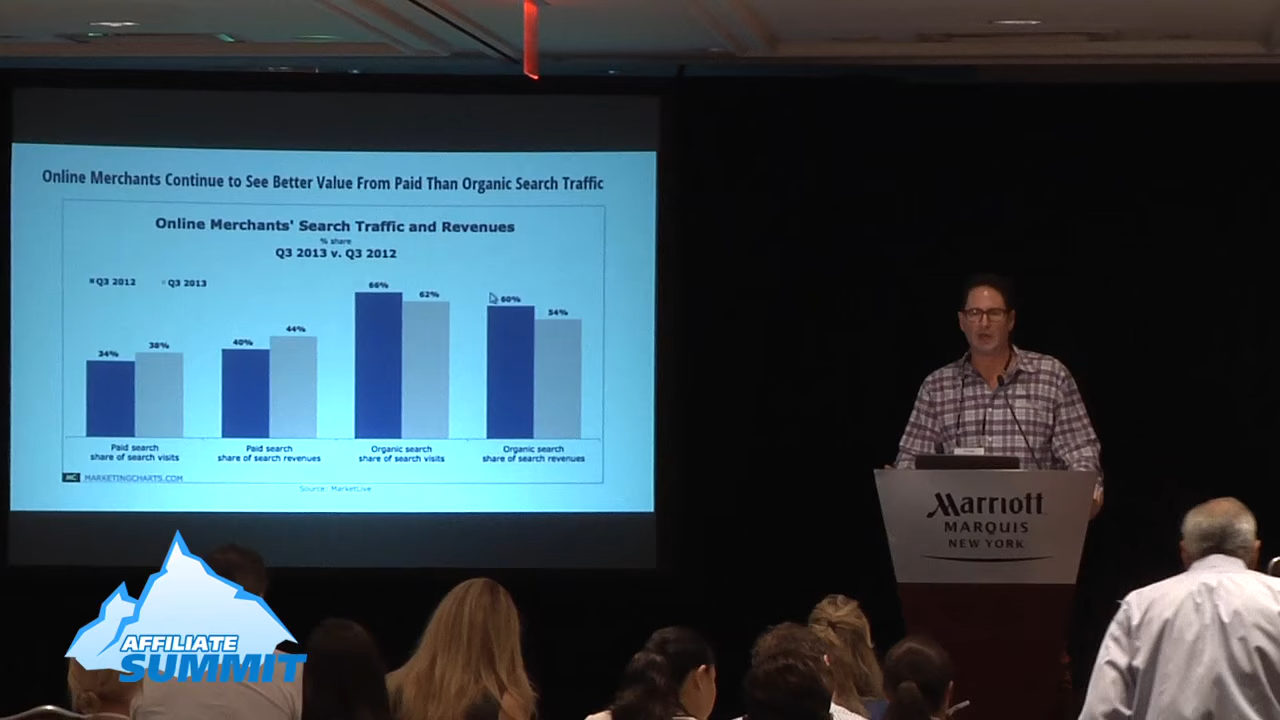 Online Merchants Continue to See Better Value From Paid Than Organic Search Traffic
Online Merchants' Search Traffic and Revenues
% share
Q3 2013 v. Q3 2012
Q3 2012
Q3 2013
34%
38%
40%
44%
66%
62%
60%
54%
Paid search
share of search visits
Paid search
share of search revenues
Organic search
share of search visits
Organic search
share of search revenues
MC MARKETINGCHARTS.COM
Source: MarketLive
Marriott
MARQUIS
NEW YORK
AFFILIATE
SUMMIT